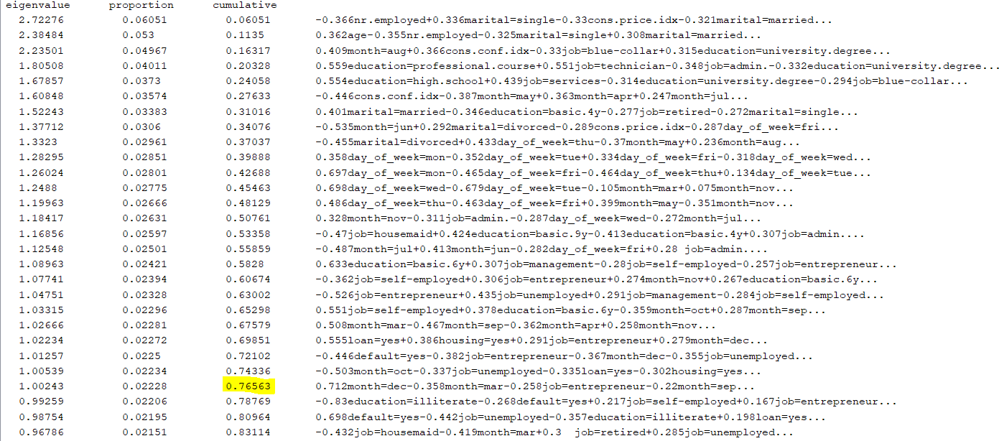 eigenvalue proportion cumulative
2.72276 0.06051 0.06051 -0.366nr.employed+0.336marital=single-0.33cons.price.idx-0.321marital=married...
2.38484 0.053 0.1135 0.362age-0.355nr.employed-0.325marital=single+0.308marital=married...
2.23501 0.04967 0.16317 0.409month=aug+0.366cons.conf.idx-0.33job=blue-collar+0.315education=university.degree...
1.80508 0.04011 0.20328 0.559education=professional.course+0.551job=technician-0.348job=admin.-0.332education=university.degree...
1.67857 0.0373 0.24058 0.554education=high.school+0.439job=services-0.314education=university.degree-0.294job=blue-collar...
1.60848 0.03574 0.27633 -0.446cons.conf.idx-0.387month=may+0.363month=apr+0.247month=jul...
1.52243 0.03383 0.31016 0.401marital=married-0.346education=basic.4y-0.277job=retired-0.272marital=single...
1.37712 0.0306 0.34076 -0.535month=jun+0.292marital=divorced-0.289cons.price.idx-0.287day_of_week=fri...
1.3323 0.02961 0.37037 -0.455marital=divorced+0.433day_of_week=thu-0.37month=may+0.236month=aug...
1.28295 0.02851 0.39888 0.358day_of_week=mon-0.352day_of_week=tue+0.334day_of_week=fri-0.318day_of_week=wed...
1.26024 0.02801 0.42688 0.697day_of_week=mon-0.465day_of_week=fri-0.464day_of_week=thu+0.134day_of_week=tue...
1.2488 0.02775 0.45463 0.698day_of_week=wed-0.679day_of_week=tue-0.105month=mar+0.075month=nov...
1.19963 0.02666 0.48129 0.486day_of_week=thu-0.463day_of_week=fri+0.399month=may-0.351month=nov...
1.18417 0.02631 0.50761 0.328month=nov-0.311job=admin.-0.287day_of_week=wed-0.272month=jul...
1.16856 0.02597 0.53358 -0.47job=housemaid+0.424education=basic.9y-0.413education=basic.4y+0.307job=admin....
1.12548 0.02501 0.55859 -0.487month=jul+0.413month=jun-0.282day_of_week=fri+0.28 job=admin....
1.08963 0.02421 0.5828 0.633education=basic.6y+0.307job=management-0.28job=self-employed-0.257job=entrepreneur...
1.07741 0.02394 0.60674 -0.362job=self-employed+0.306job=entrepreneur+0.274month=nov+0.267education=basic.6y...
1.04751 0.02328 0.63002 -0.526job=entrepreneur+0.435job=unemployed+0.291job=management-0.284job=self-employed...
1.03315 0.02296 0.65298 0.551job=self-employed+0.378education=basic.6y-0.359month=oct+0.287month=sep...
1.02666 0.02281 0.67579 0.508month=mar-0.467month=sep-0.362month=apr+0.258month=nov...
1.02234 0.02272 0.69851 0.555loan=yes+0.386housing=yes+0.291job=entrepreneur+0.279month=dec...
1.01257 0.0225 0.72102 -0.446default=yes-0.382job=entrepreneur-0.367month=dec-0.355job=unemployed...
1.00539 0.02234 0.74336 -0.503month=oct-0.337job=unemployed-0.335loan=yes-0.302housing=yes...
1.00243 0.02228 0.76563 0.712month=dec-0.358month=mar-0.258job=entrepreneur-0.22month=sep...
0.99259 0.02206 0.78769 -0.83education=illiterate-0.268default=yes+0.217job=self-employed+0.167job=entrepreneur...
0.98754 0.02195 0.80964 0.698default=yes-0.442job=unemployed-0.357education=illiterate+0.198loan=yes...
0.96786 0.02151 0.83114 -0.432job=housemaid-0.419month=mar+0.3 job=retired+0.285job=unemployed...